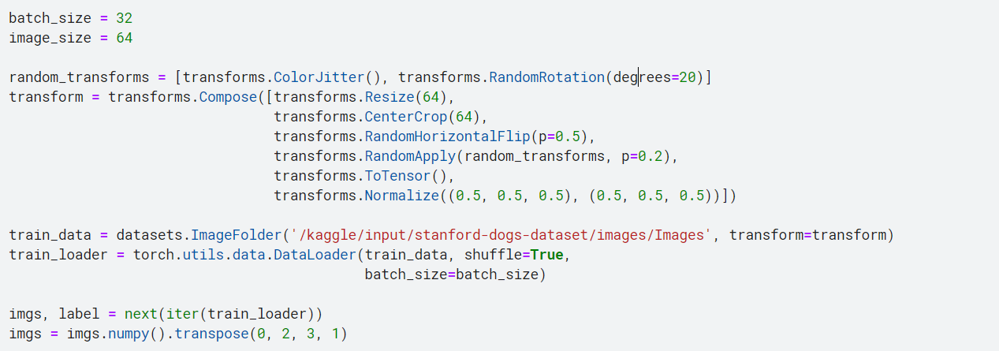 batch_size = 32
image_size = 64
random_transforms = [transforms.ColorJitter(), transforms.RandomRotation(degrees=20)]
transform = transforms.Compose([transforms.Resize(64),
transforms.CenterCrop(64),
transforms.RandomHorizontalFlip(p=0.5),
transforms.RandomApply(random_transforms, p=0.2),
transforms.ToTensor(),
transforms.Normalize((0.5, 0.5, 0.5), (0.5, 0.5, 0.5))])
train_data = datasets.ImageFolder('/kaggle/input/stanford-dogs-dataset/images/Images', transform=transform)
train_loader = torch.utils.data.DataLoader(train_data, shuffle=True,
batch_size=batch_size)
imgs, label = next(iter(train_loader))
imgs = imgs.numpy().transpose(0, 2, 3, 1)